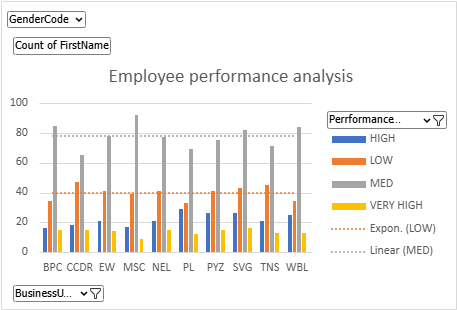 GenderCode
Count of FirstName
Employee performance analysis
100
80
60
40
20
0
BPC CCDR EW MSC NEL PL PYZ SVG TNS WBL
Perrformance...
HIGH
LOW
MED
VERY HIGH
Expon. (LOW)
Linear (MED)
BusinessU...